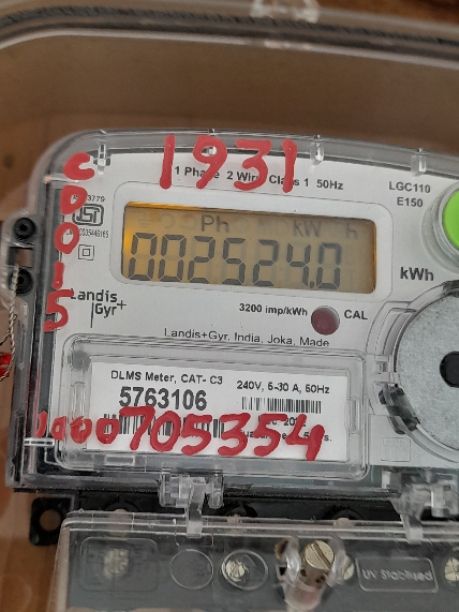 1931
1 Phase 2 Wire Class 1 50Hz
LGC110
E150
CD015
Ph kW h
002524.0
kWh
3200 imp/kWh
CAL
Landis
Gyr+
Landis+Gyr, India, Joka, Made
DLMS Meter, CAT- C3
240V, 5-30 A, 50Hz
5763106
7053554
UV Stabilised